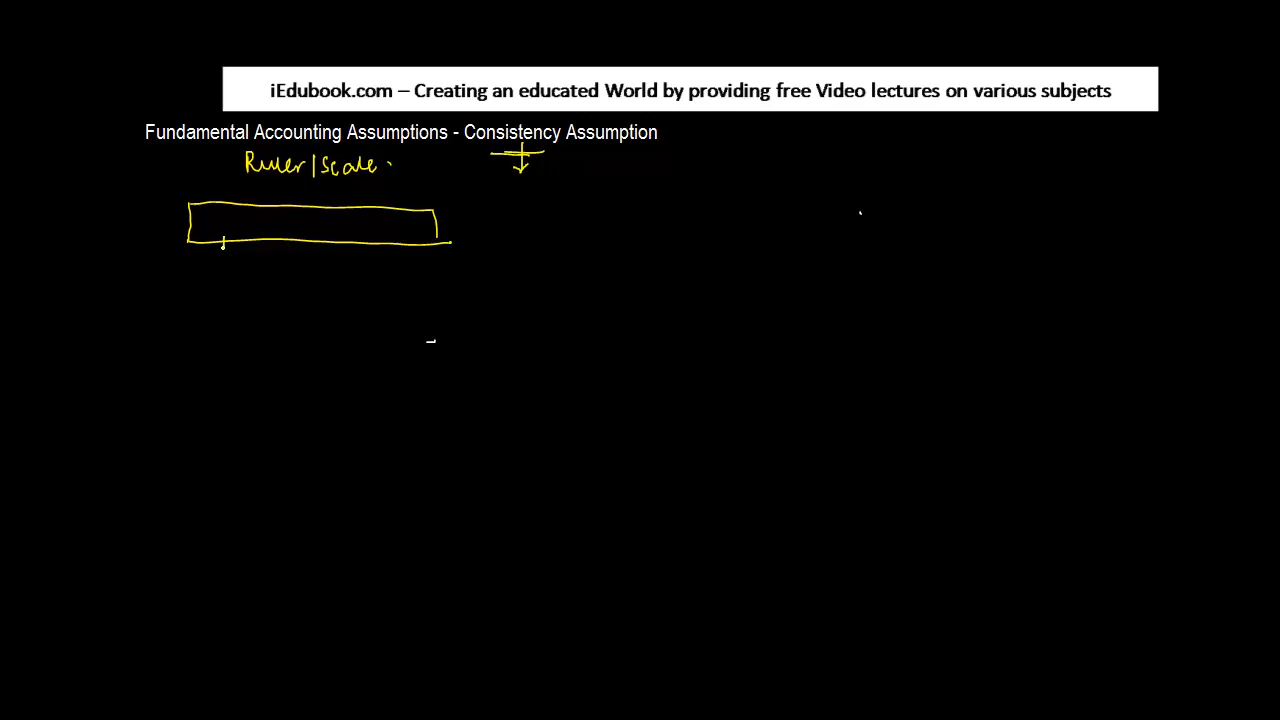 iEdubook.com – Creating an educated World by providing free Video lectures on various subjects
Fundamental Accounting Assumptions - Consistency Assumption
Ruler/Scale